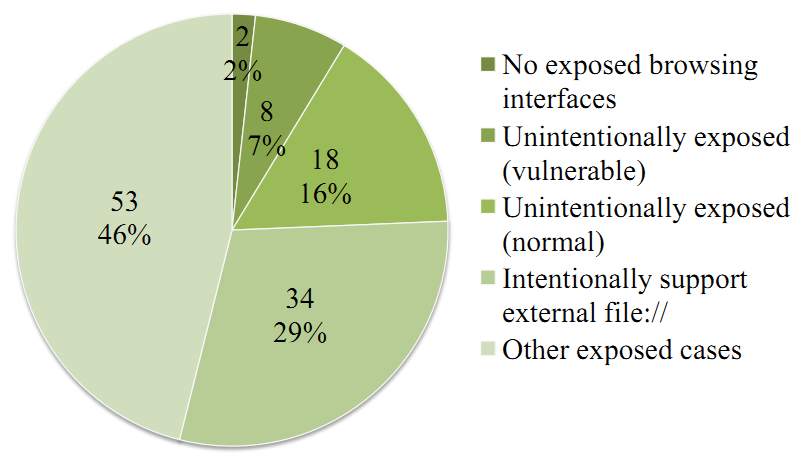 2
2%
8
7%
18
16%
34
29%
53
46%
No exposed browsing
interfaces
Unintentionally exposed
(vulnerable)
Unintentionally exposed
(normal)
Intentionally support
external file://
Other exposed cases